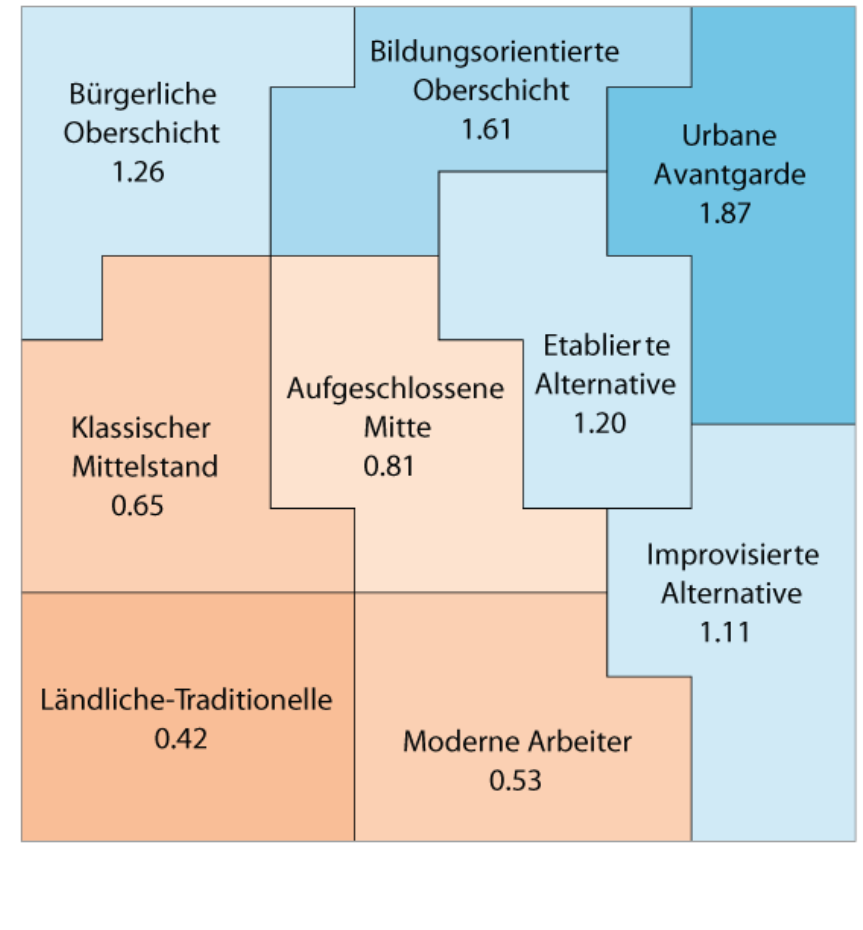 Bürgerliche
Oberschicht
1.26
Bildungsorientierte
Oberschicht
1.61
Urbane
Avantgarde
1.87
Klassischer
Mittelstand
0.65
Aufgeschlossene
Mitte
0.81
Etablierte
Alternative
1.20
Improvisierte
Alternative
1.11
Ländliche-Traditionelle
0.42
Moderne Arbeiter
0.53